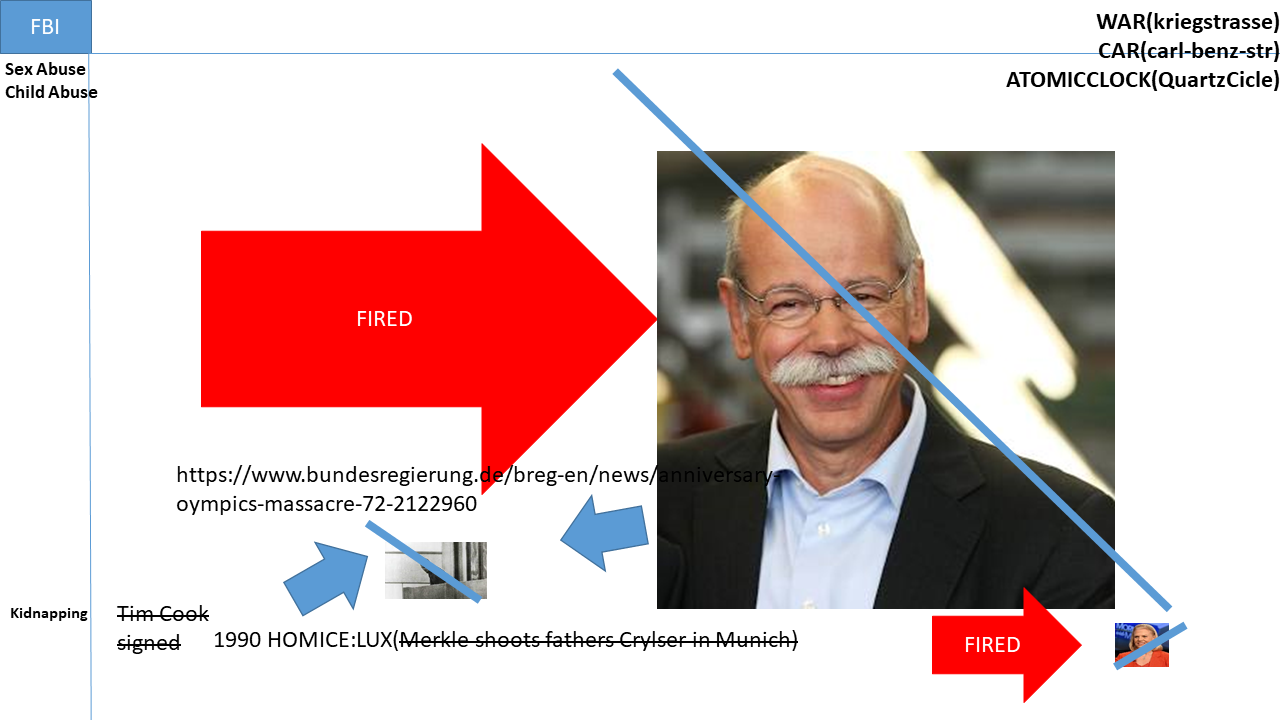 FBI
WAR(kriegstrasse)
CAR(carl-benz-str)
ATOMICCLOCK(QuartzCicle)
Sex Abuse
Child Abuse
FIRED
https://www.bundesregierung.de/breg-en/news/anniversary-
oympics-massacre-72-2122960
Kidnapping
Tim Cook
signed
1990 HOMICE:LUX(Merkle shoots fathers Crylser in Munich)
FIRED